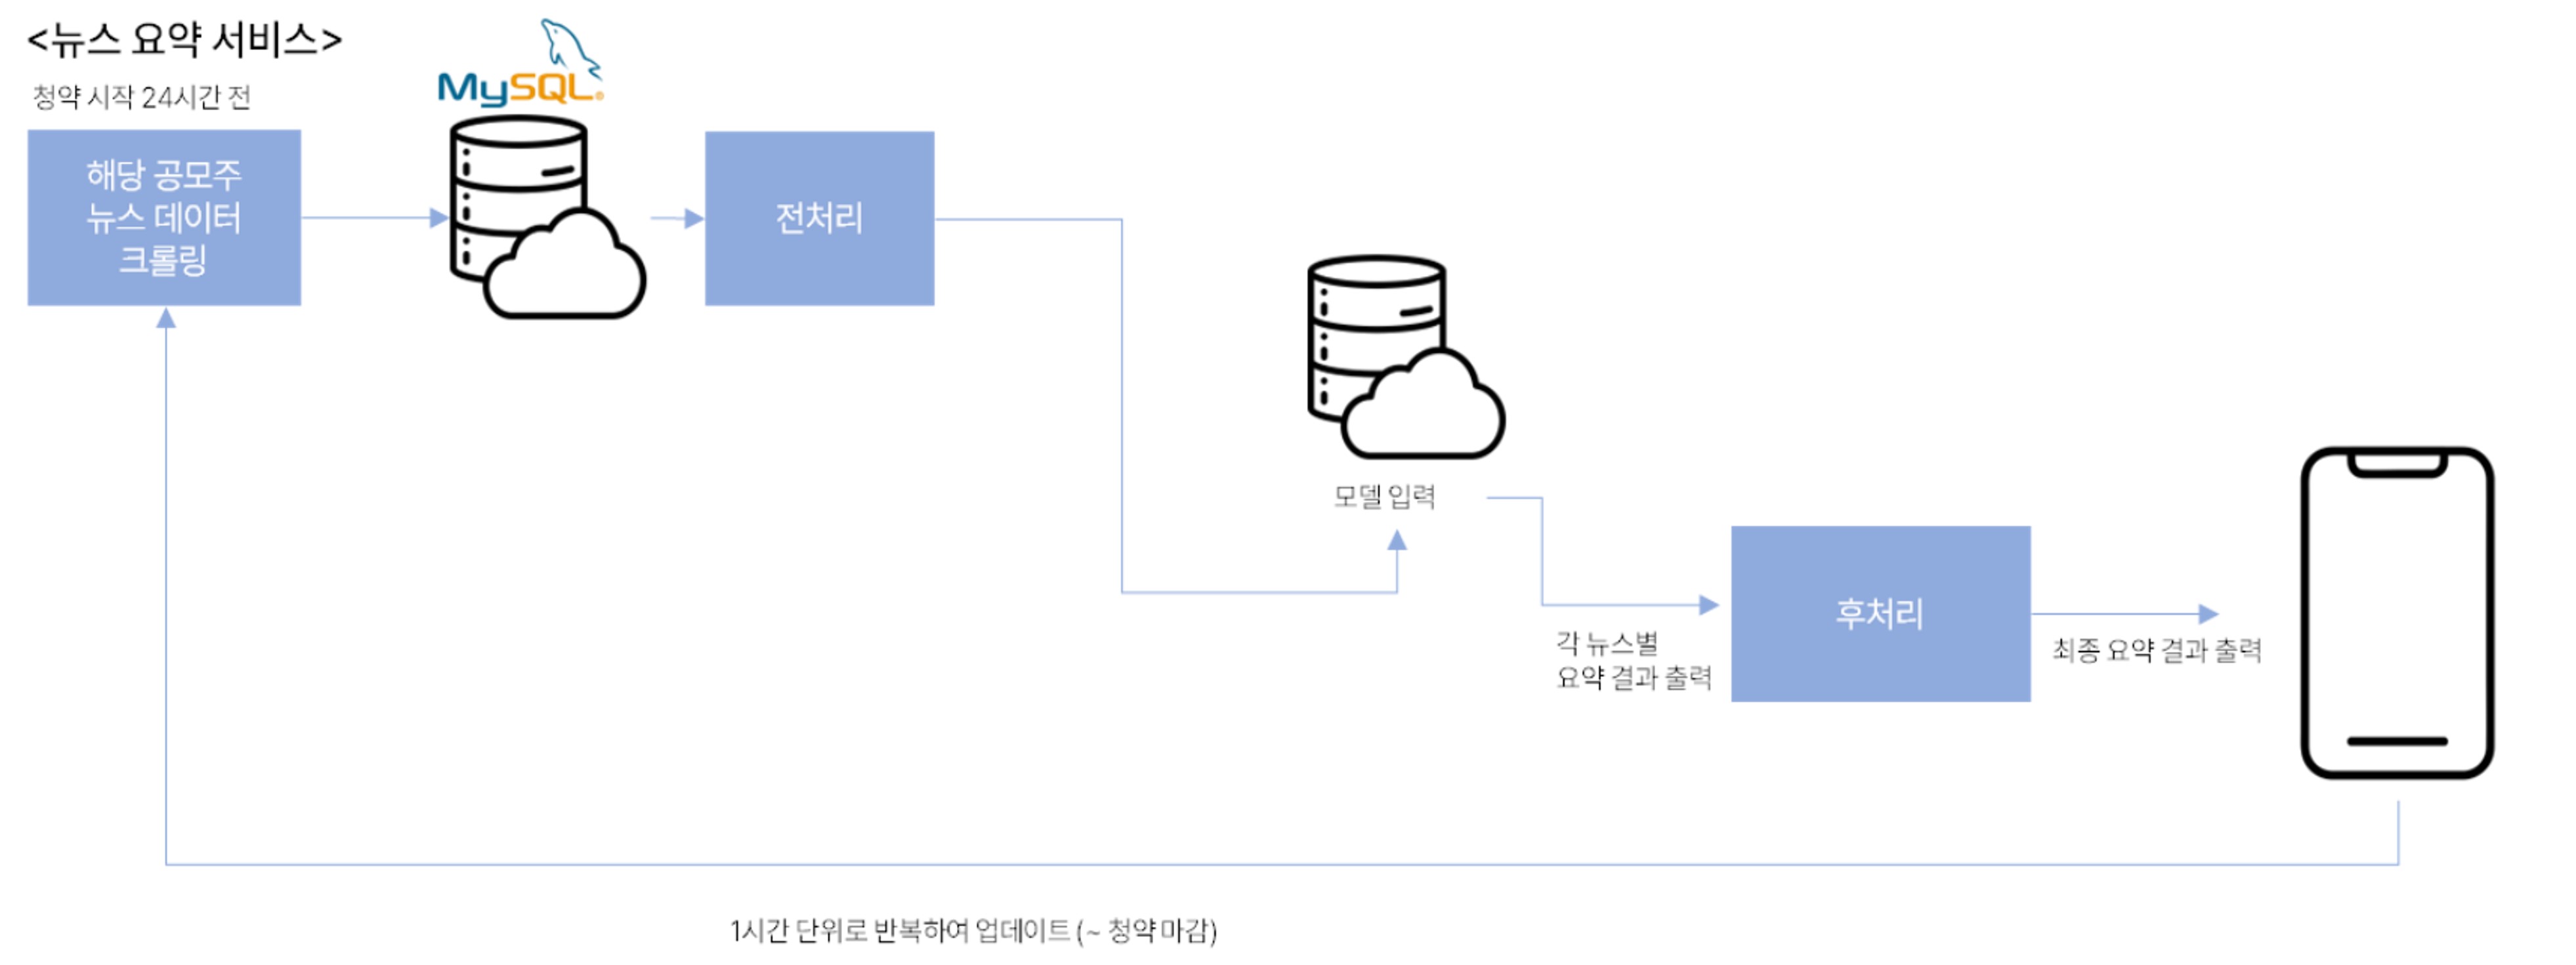 <뉴스 요약 서비스>
청약 시작 24시간 전
MySQL®
해당 공모주
뉴스 데이터
크롤링
전처리
모델 입력
각 뉴스별
요약 결과 출력
후처리
최종 요약 결과 출력
1시간 단위로 반복하여 업데이트 (~ 청약 마감)